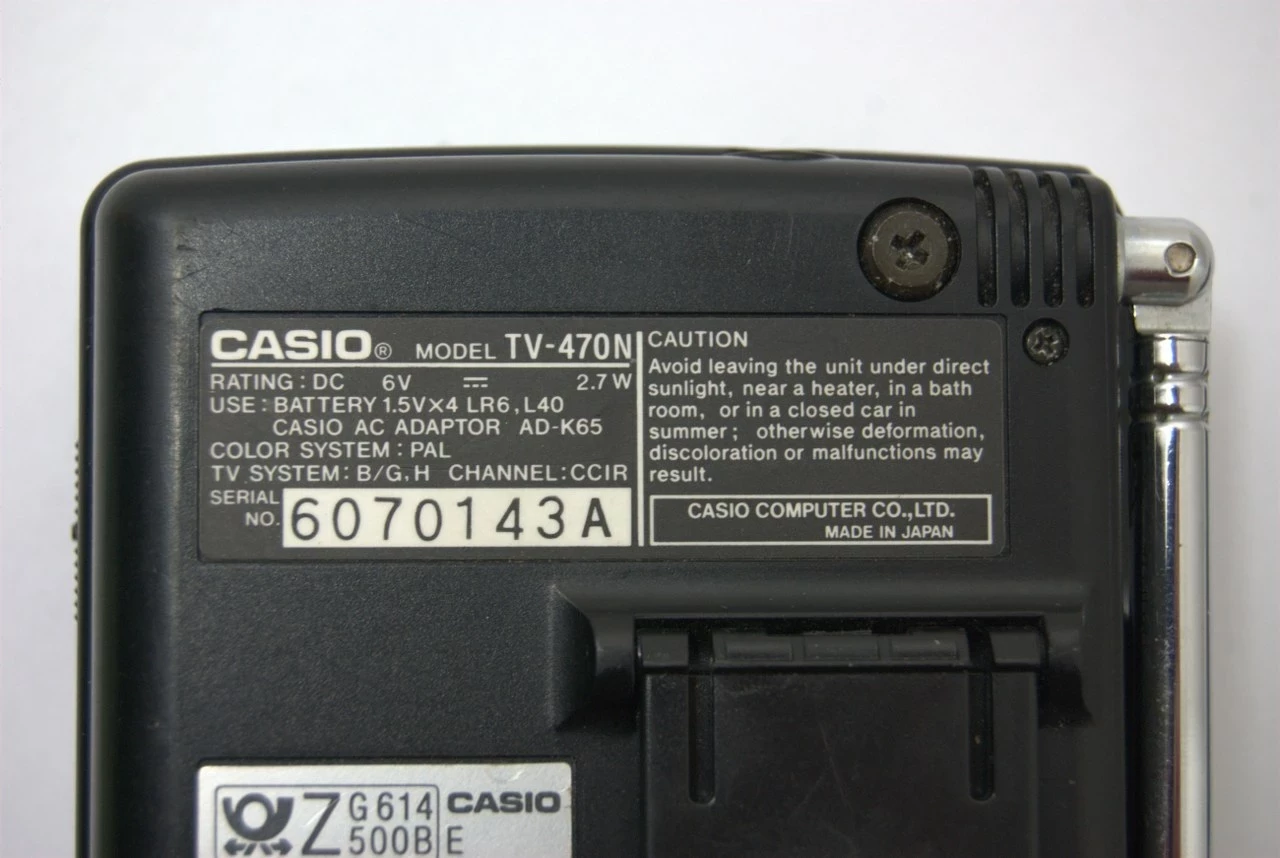 CASIO® MODEL TV-470N
RATING : DC 6V ⎓ 2.7 W
USE : BATTERY 1.5V×4 LR6, L40
CASIO AC ADAPTOR AD-K65
COLOR SYSTEM : PAL
TV SYSTEM: B/G, H CHANNEL: CCIR
SERIAL NO. 6070143A
CAUTION
Avoid leaving the unit under direct
sunlight, near a heater, in a bath
room, or in a closed car in
summer ; otherwise deformation,
discoloration or malfunctions may
result.
CASIO COMPUTER CO.,LTD.
MADE IN JAPAN
Z G614 CASIO
500B E